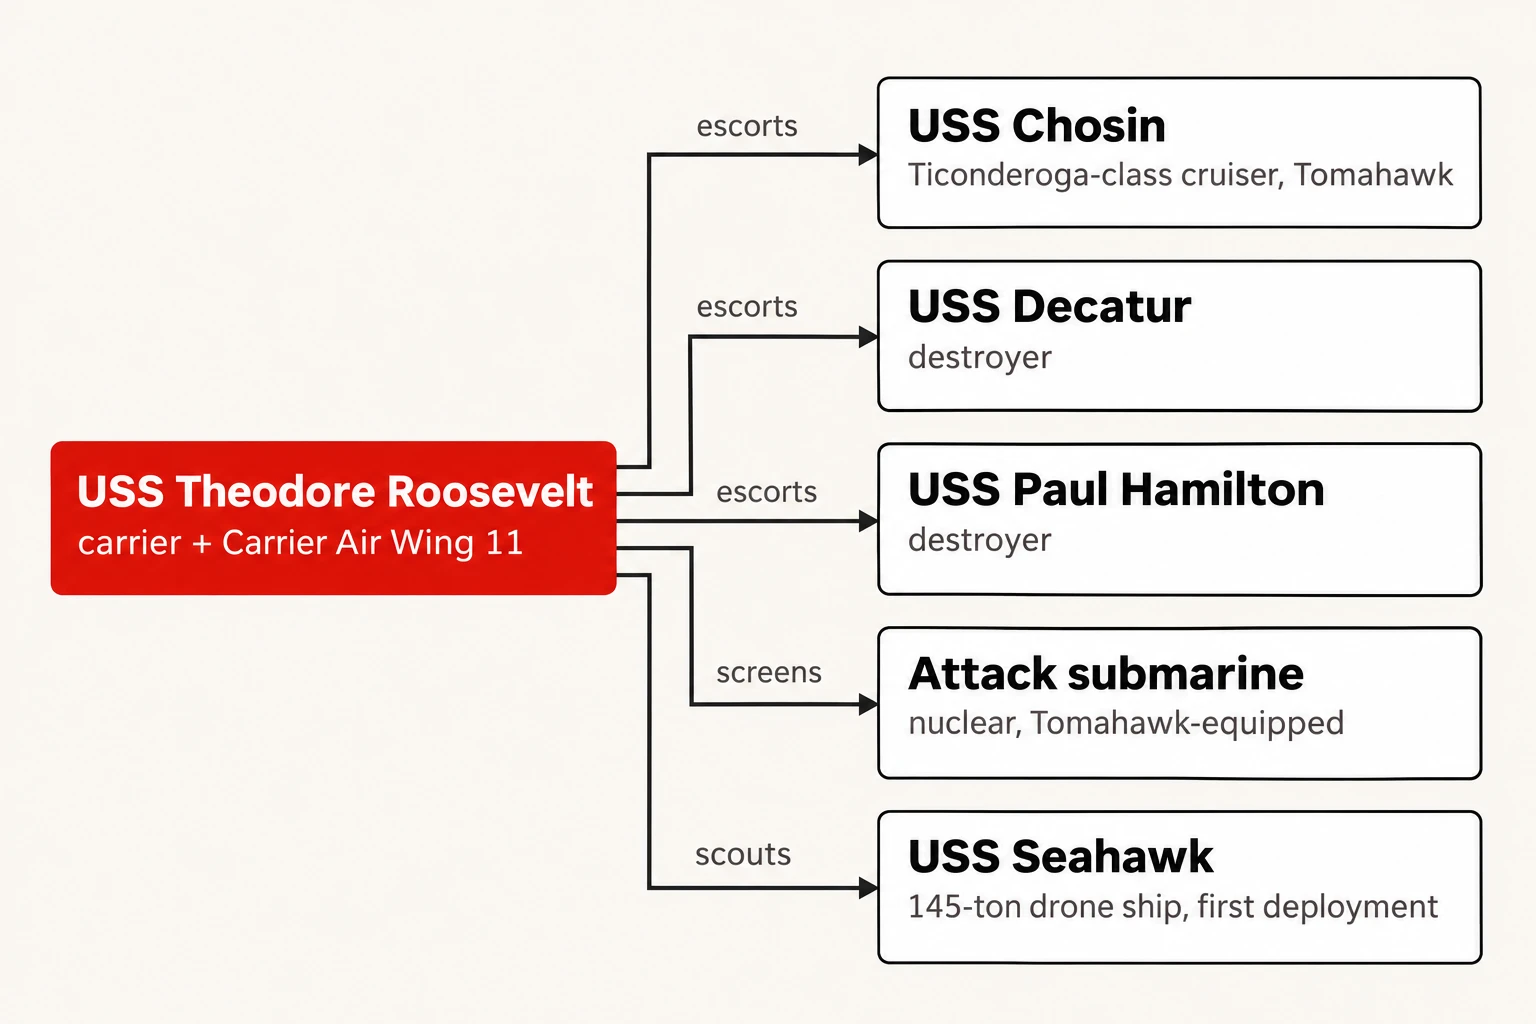 escorts
USS Chosin
Ticonderoga-class cruiser, Tomahawk
escorts
USS Decatur
destroyer
USS Theodore Roosevelt
carrier + Carrier Air Wing 11
escorts
USS Paul Hamilton
destroyer
screens
Attack submarine
nuclear, Tomahawk-equipped
scouts
USS Seahawk
145-ton drone ship, first deployment